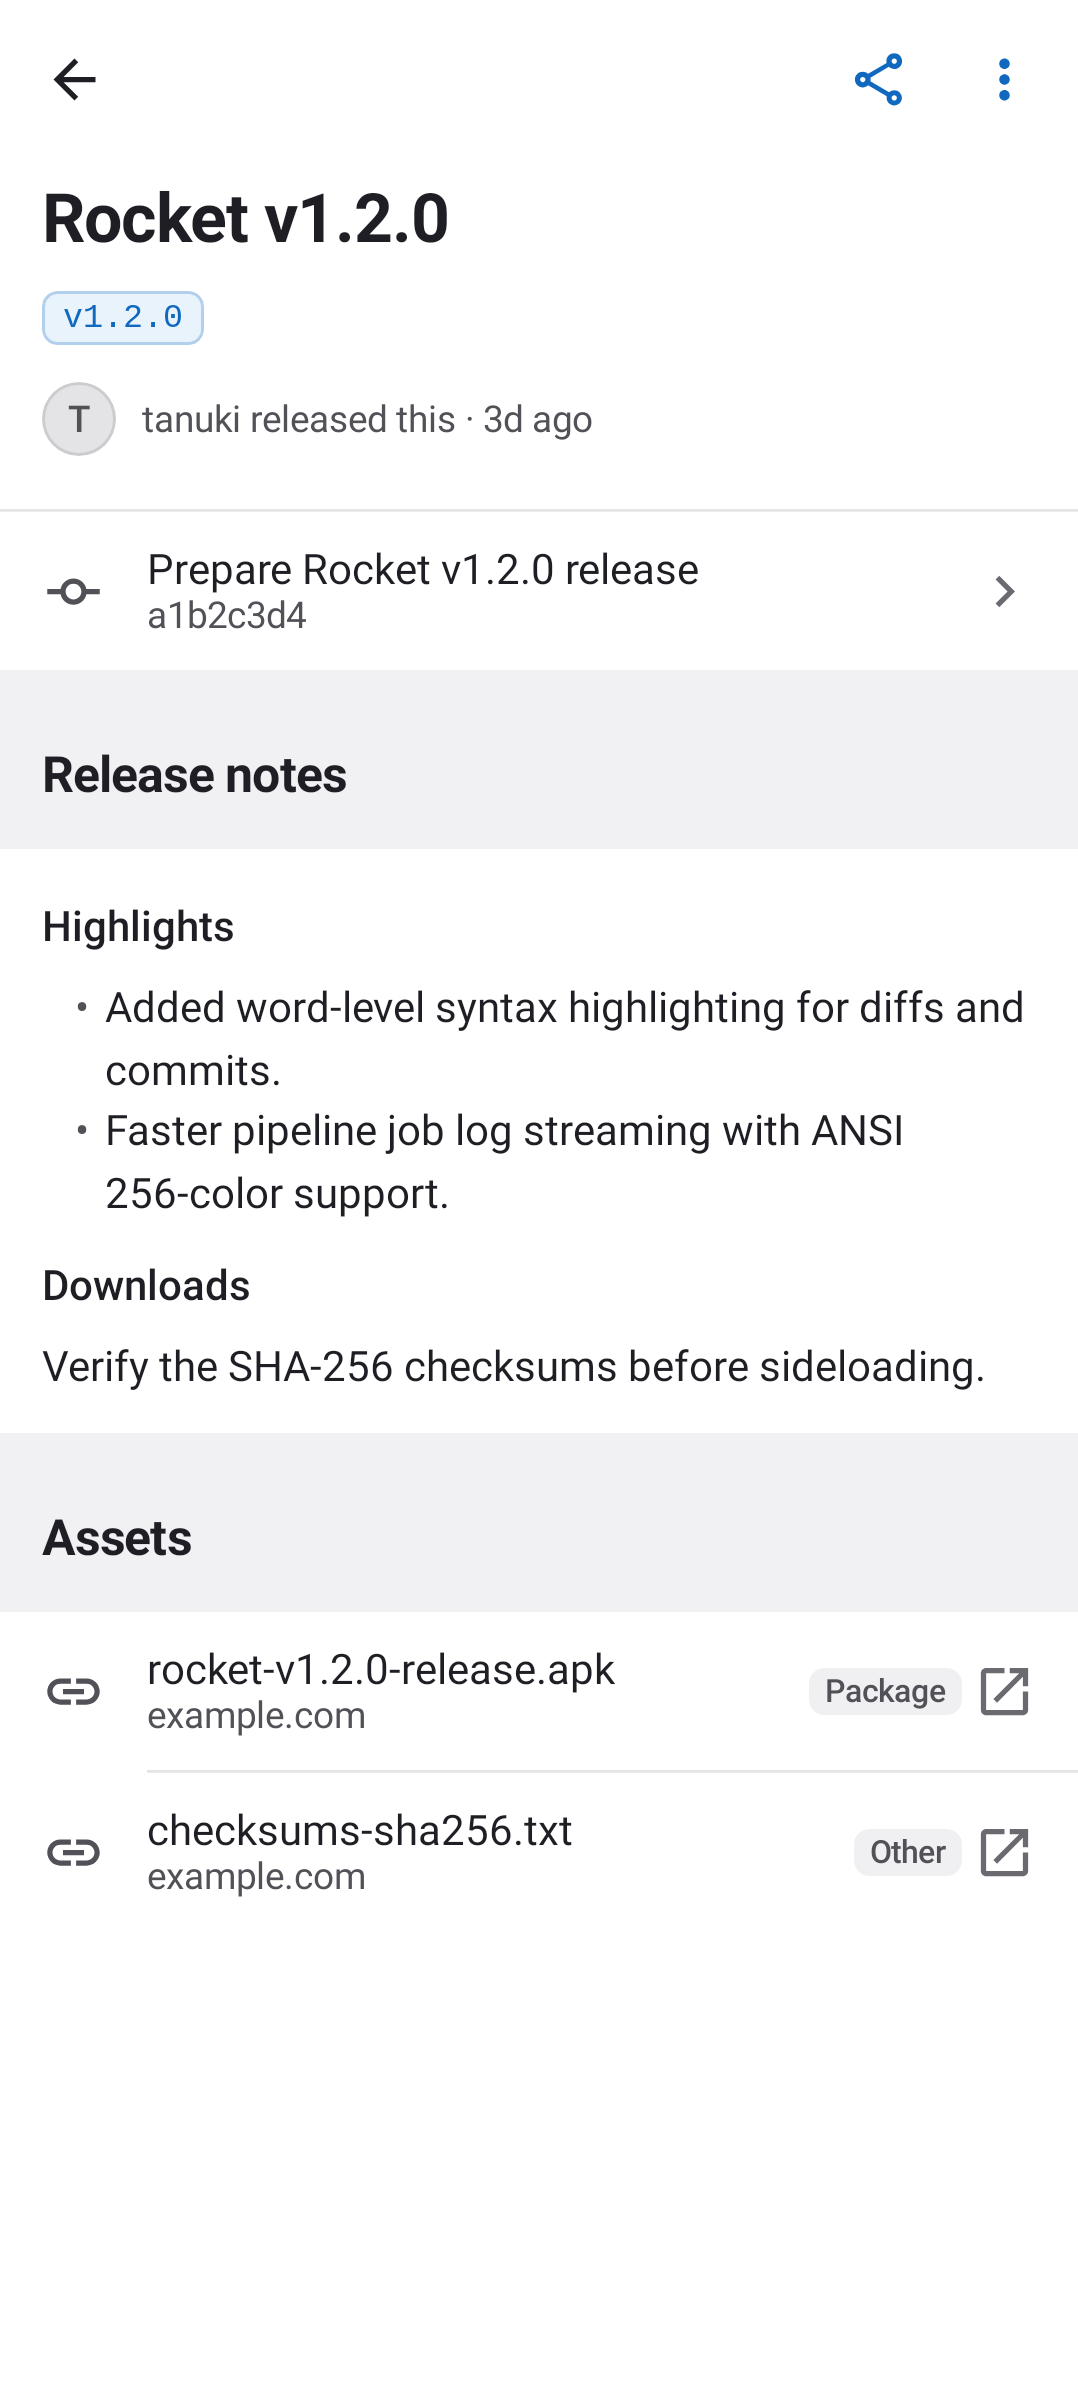 Rocket v1.2.0
v1.2.0
T
tanuki released this · 3d ago
Prepare Rocket v1.2.0 release
a1b2c3d4
Release notes
Highlights
• Added word-level syntax highlighting for diffs and
commits.
• Faster pipeline job log streaming with ANSI
256-color support.
Downloads
Verify the SHA-256 checksums before sideloading.
Assets
rocket-v1.2.0-release.apk
example.com
Package
checksums-sha256.txt
example.com
Other